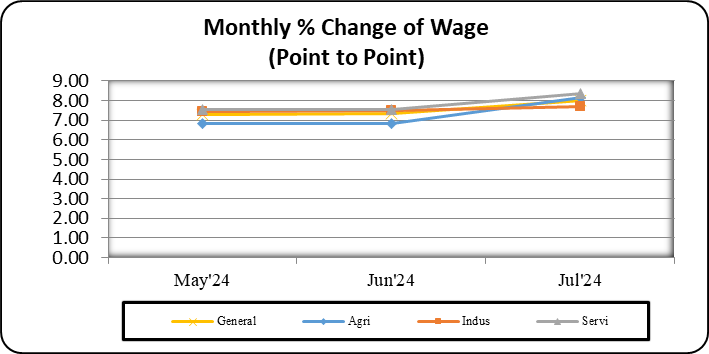 Monthly % Change of Wage
(Point to Point)
9.00
8.00
7.00
6.00
5.00
4.00
3.00
2.00
1.00
0.00
May'24 Jun'24 Jul'24
General Agri Indus Servi